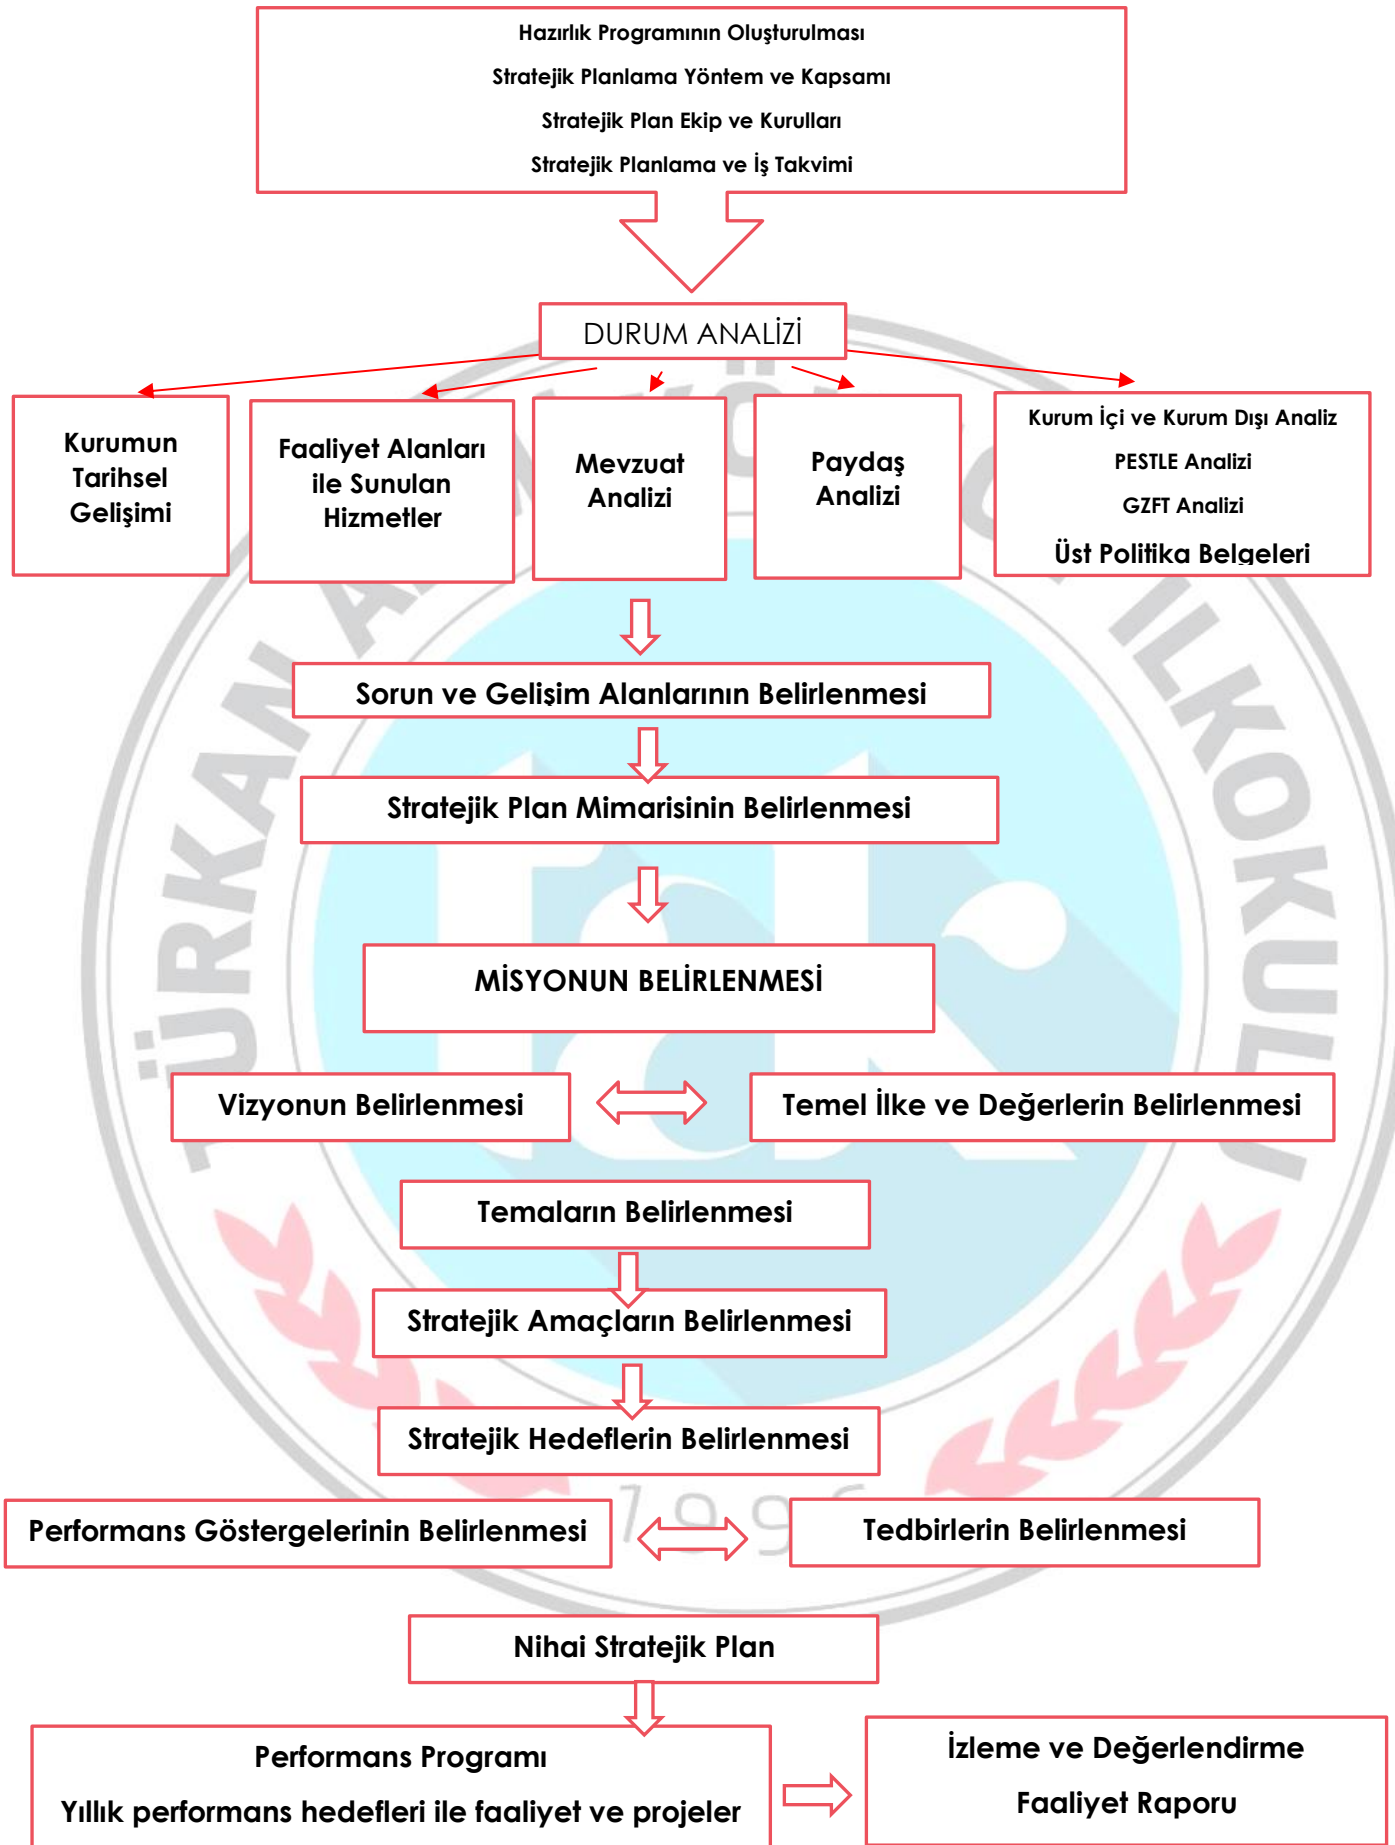 Hazırlık Programının Oluşturulması
Stratejik Planlama Yöntem ve Kapsamı
Stratejik Plan Ekip ve Kurulları
Stratejik Planlama ve İş Takvimi
DURUM ANALİZİ
Kurumun
Tarihsel
Gelişimi
Faaliyet Alanları
ile Sunulan
Hizmetler
Mevzuat
Analizi
Paydaş
Analizi
Kurum İçi ve Kurum Dışı Analiz
PESTLE Analizi
GZFT Analizi
Üst Politika Belgeleri
Sorun ve Gelişim Alanlarının Belirlenmesi
Stratejik Plan Mimarisinin Belirlenmesi
MİSYONUN BELİRLENMESİ
Vizyonun Belirlenmesi
Temel İlke ve Değerlerin Belirlenmesi
Temaların Belirlenmesi
Stratejik Amaçların Belirlenmesi
Stratejik Hedeflerin Belirlenmesi
Performans Göstergelerinin Belirlenmesi
Tedbirlerin Belirlenmesi
Nihai Stratejik Plan
Performans Programı
Yıllık performans hedefleri ile faaliyet ve projeler
İzleme ve Değerlendirme
Faaliyet Raporu
TÜRKAN
İLKOKULU
tak